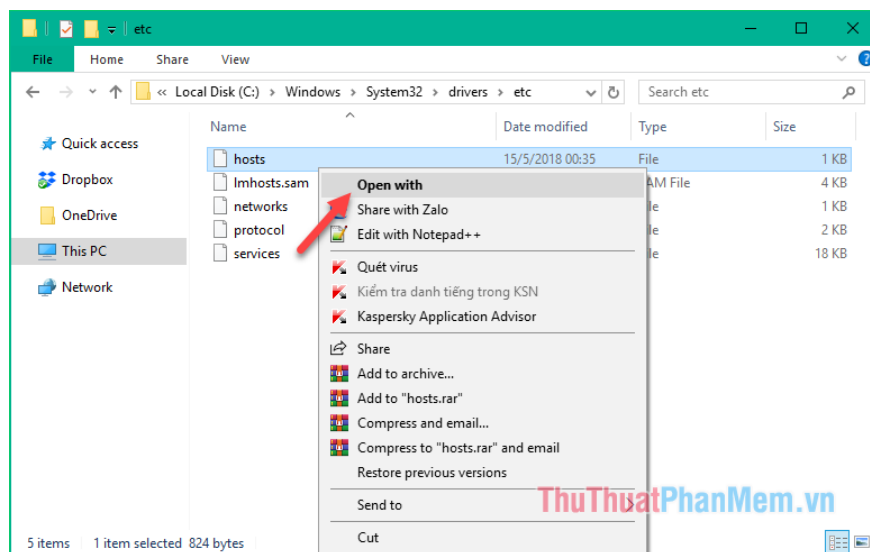 etc
File Home Share View
« Local Disk (C:) › Windows › System32 › drivers › etc Search etc
Name Date modified Type Size
Quick access
Dropbox
OneDrive
This PC
Network
hosts 15/5/2018 00:35 File 1 KB
lmhosts.sam AM File 4 KB
networks le 1 KB
protocol le 2 KB
services le 18 KB
Open with
Share with Zalo
Edit with Notepad++
Quét virus
Kiểm tra danh tiếng trong KSN
Kaspersky Application Advisor
Share
Add to archive...
Add to "hosts.rar"
Compress and email...
Compress to "hosts.rar" and email
Restore previous versions
Send to
Cut
ThuThuatPhanMem.vn
5 items 1 item selected 824 bytes